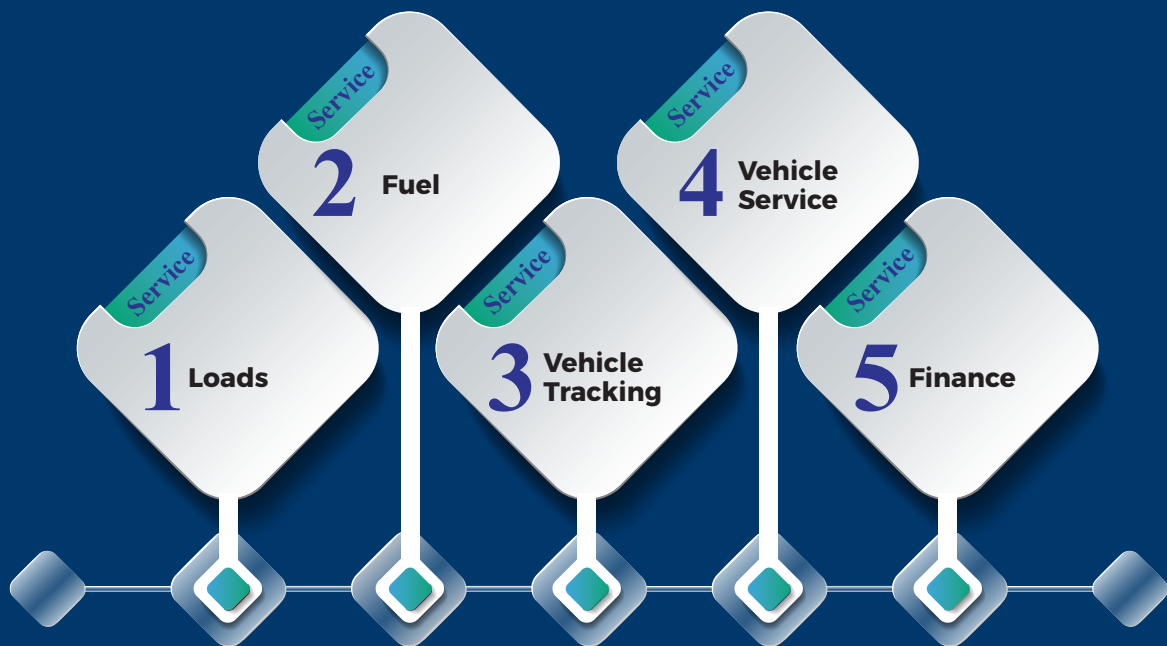 Service
1 Loads
Service
2 Fuel
Service
3 Vehicle
Tracking
Service
4 Vehicle
Service
Service
5 Finance